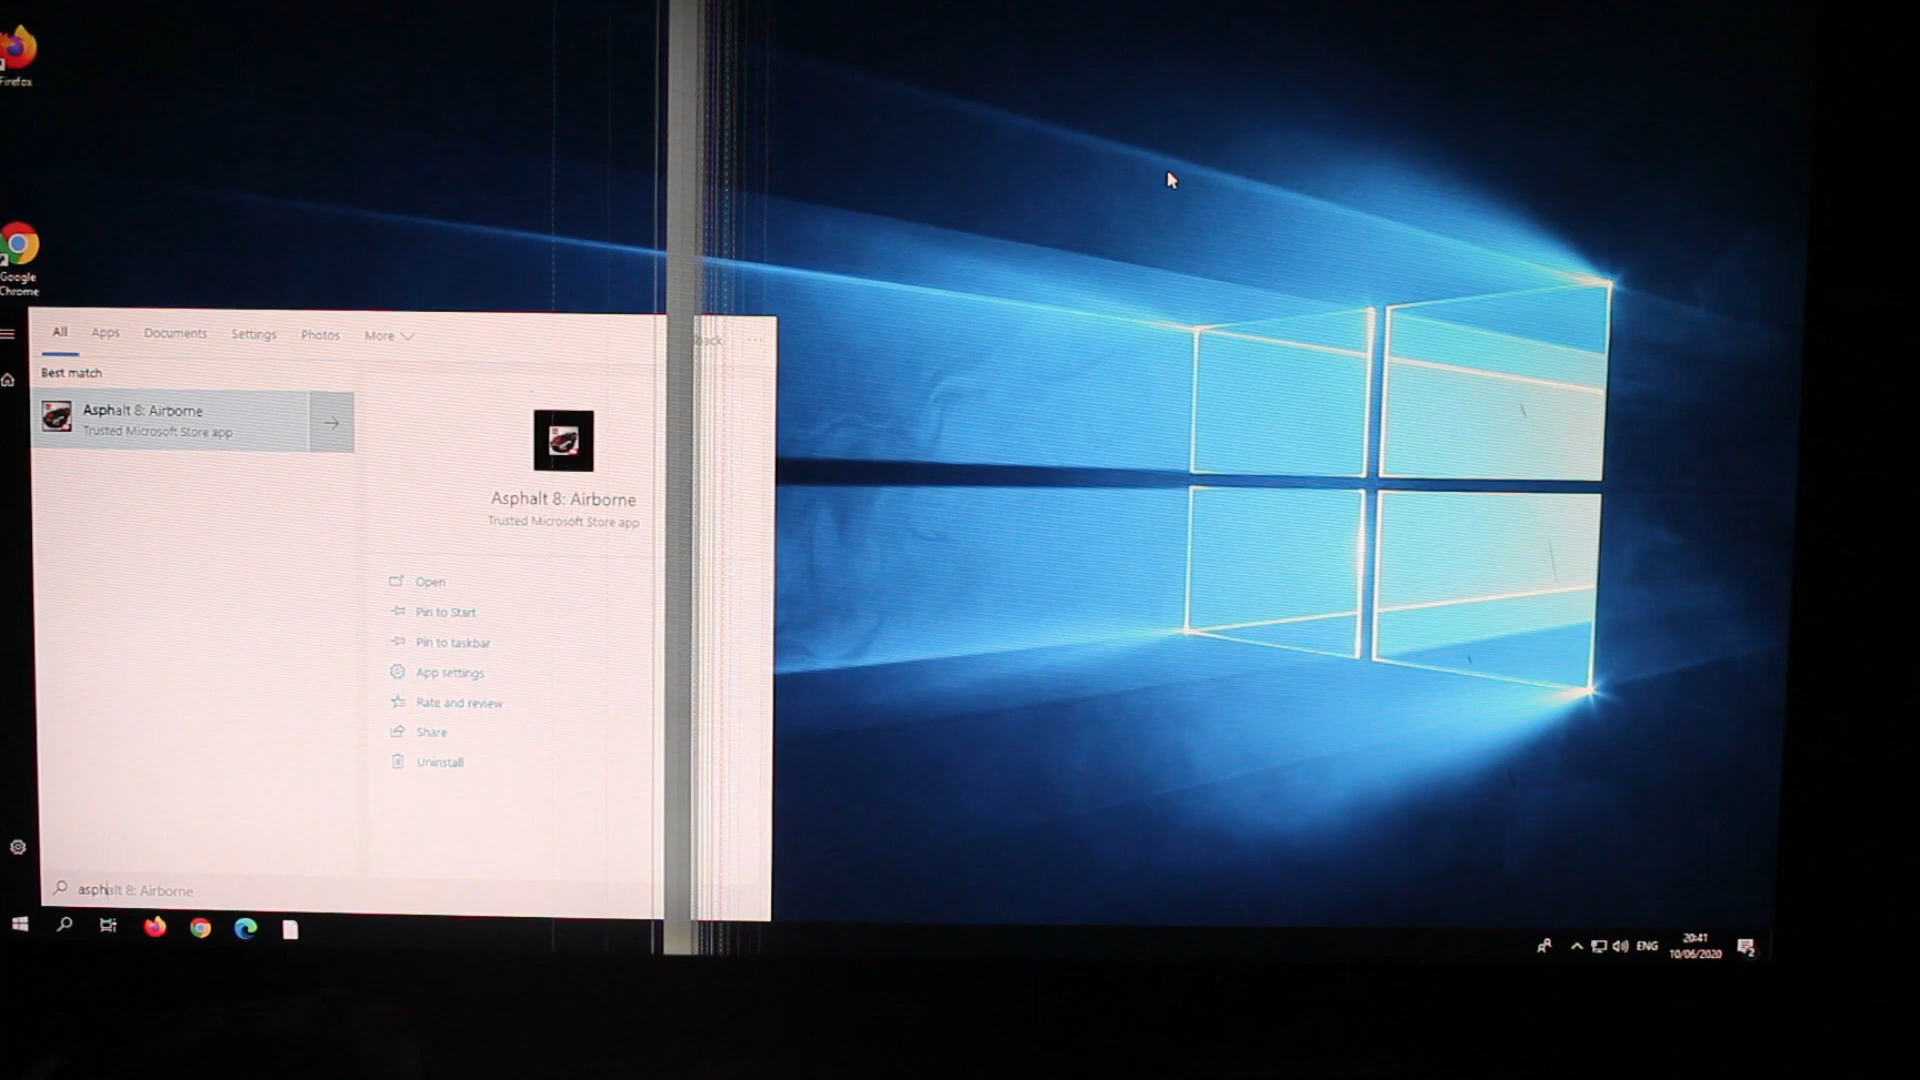 Firefox
Google
Chrome
All Apps Documents Settings Photos More back ...
Best match
Asphalt 8: Airborne
Trusted Microsoft Store app
Asphalt 8: Airborne
Trusted Microsoft Store app
Open
Pin to Start
Pin to taskbar
App settings
Rate and review
Share
Uninstall
asphalt 8: Airborne
ENG
20:41
10/06/2020
2